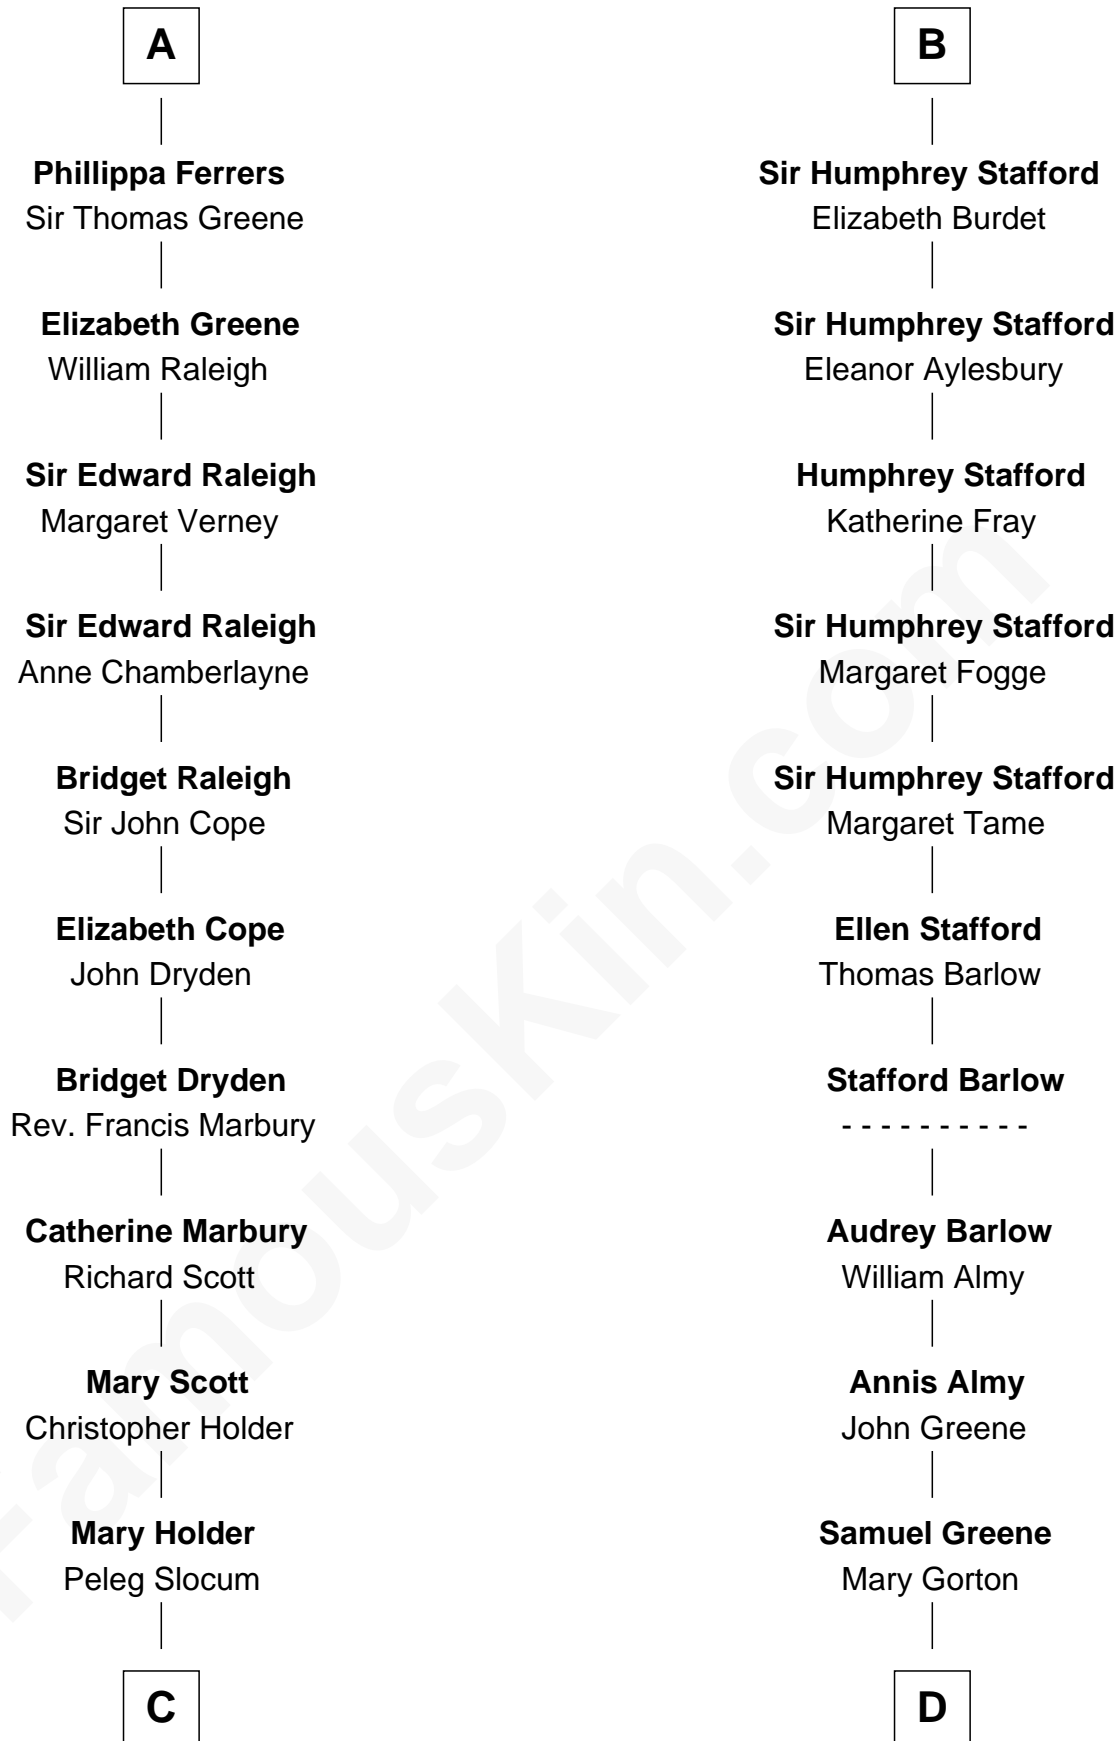 A
Phillippa Ferrers
Sir Thomas Greene
Elizabeth Greene
William Raleigh
Sir Edward Raleigh
Margaret Verney
Sir Edward Raleigh
Anne Chamberlayne
Bridget Raleigh
Sir John Cope
Elizabeth Cope
John Dryden
Bridget Dryden
Rev. Francis Marbury
Catherine Marbury
Richard Scott
Mary Scott
Christopher Holder
Mary Holder
Peleg Slocum
C
B
Sir Humphrey Stafford
Elizabeth Burdet
Sir Humphrey Stafford
Eleanor Aylesbury
Humphrey Stafford
Katherine Fray
Sir Humphrey Stafford
Margaret Fogge
Sir Humphrey Stafford
Margaret Tame
Ellen Stafford
Thomas Barlow
Stafford Barlow
- - - - - - - - - -
Audrey Barlow
William Almy
Annis Almy
John Greene
Samuel Greene
Mary Gorton
D
FamousKin.com